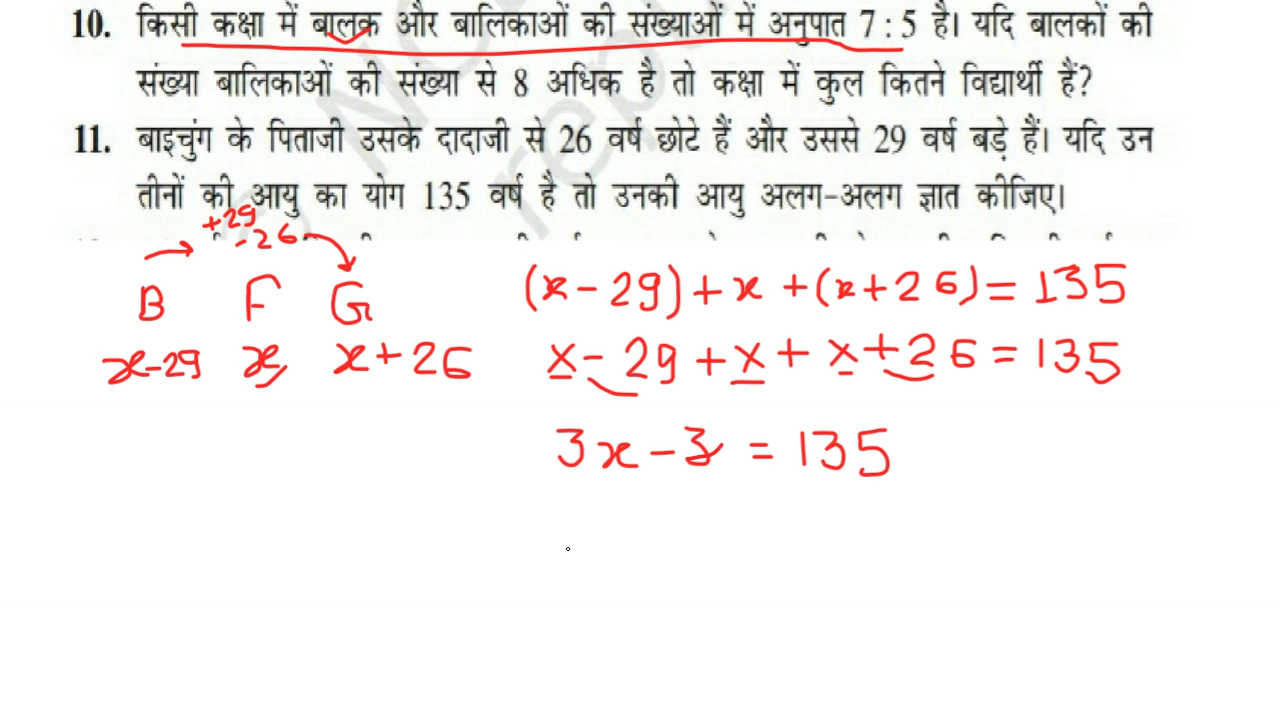 10. किसी कक्षा में बालक और बालिकाओं की संख्याओं में अनुपात 7 : 5 है। यदि बालकों की
संख्या बालिकाओं की संख्या से 8 अधिक है तो कक्षा में कुल कितने विद्यार्थी हैं?
11. बाइचुंग के पिताजी उसके दादाजी से 26 वर्ष छोटे हैं और उससे 29 वर्ष बड़े हैं। यदि उन
तीनों की आयु का योग 135 वर्ष है तो उनकी आयु अलग-अलग ज्ञात कीजिए।
+29
-26
B F G
x-29 x x+26
(x-29)+x+(x+26)=135
x-29+x+x+26=135
3x-3=135